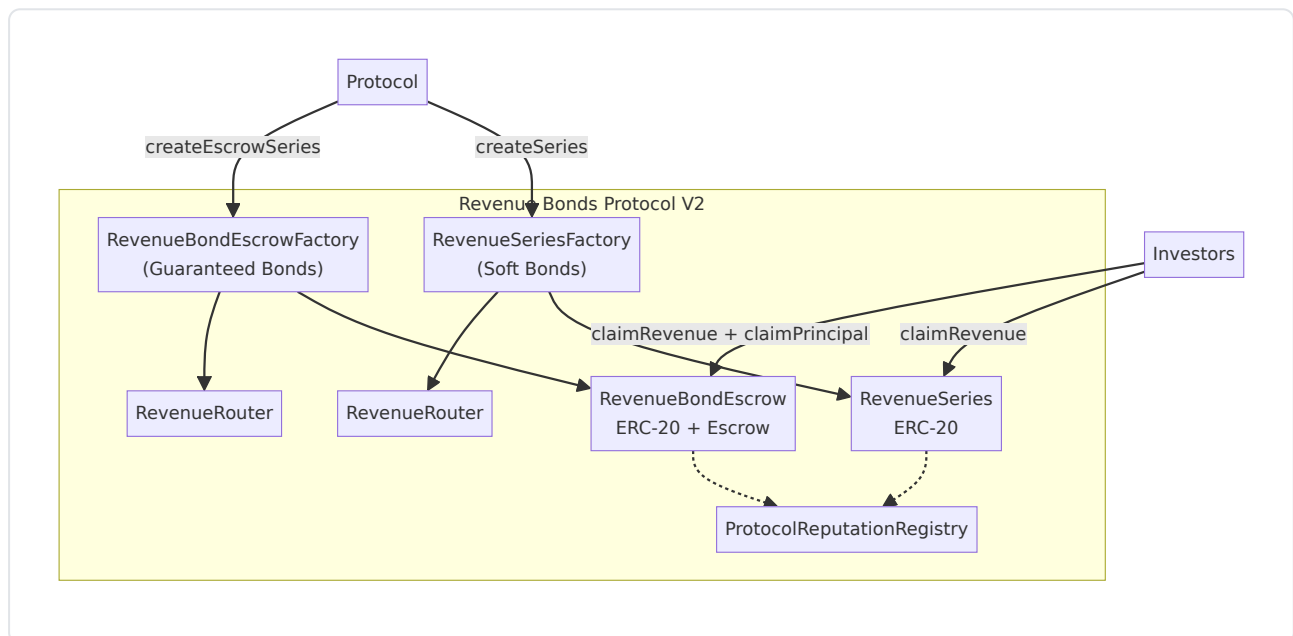 Protocol
createEscrowSeries
createSeries
Revenue Bonds Protocol V2
RevenueBondEscrowFactory
(Guaranteed Bonds)
RevenueSeriesFactory
(Soft Bonds)
Investors
claimRevenue + claimPrincipal
claimRevenue
RevenueRouter
RevenueRouter
RevenueBondEscrow
ERC-20 + Escrow
RevenueSeries
ERC-20
ProtocolReputationRegistry